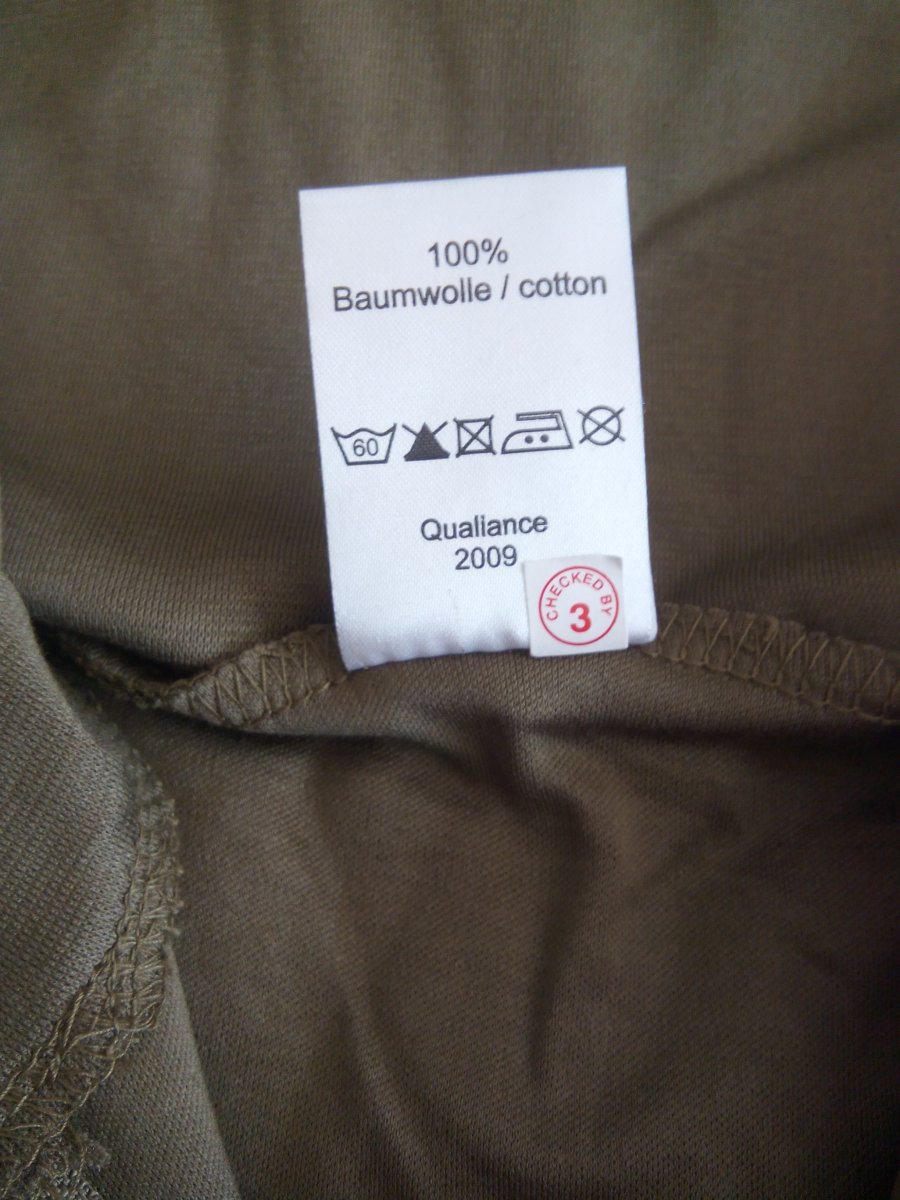 100%
Baumwolle / cotton
60
Qualiance
2009
CHECKED BY
3